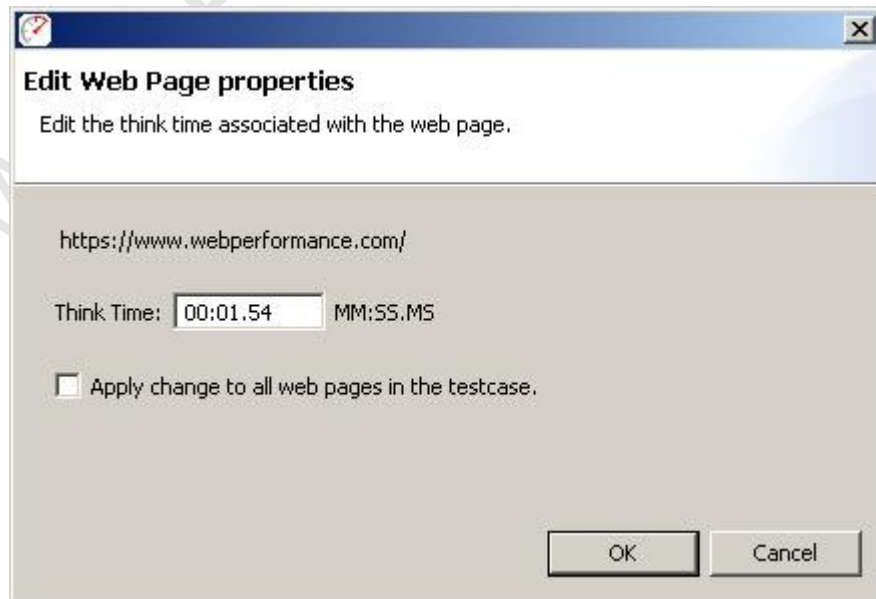 Edit Web Page properties
Edit the think time associated with the web page.
https://www.webperformance.com/
Think Time: 00:01.54 MM:SS.MS
Apply change to all web pages in the testcase.
OK Cancel